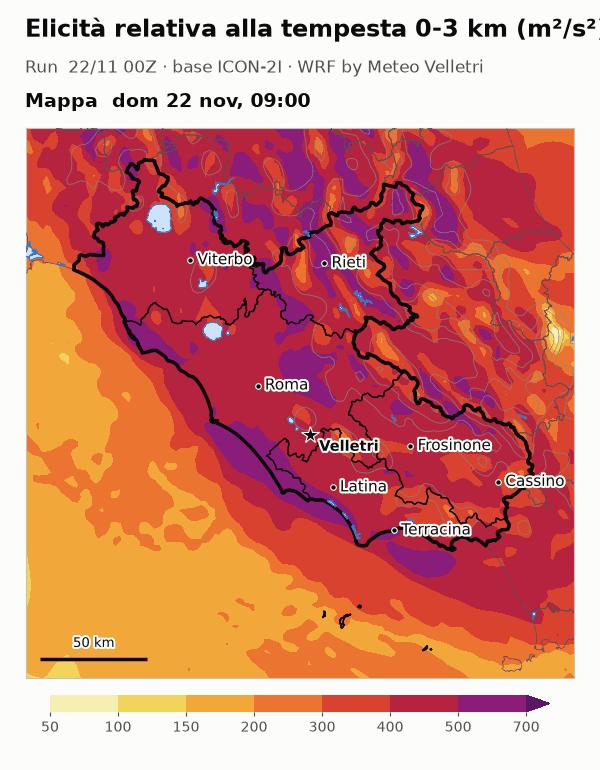 Elicità relativa alla tempesta 0-3 km (m²/s²)
Run 22/11 00Z · base ICON-2I · WRF by Meteo Velletri
Mappa dom 22 nov, 09:00
Viterbo
Rieti
Roma
Velletri
Frosinone
Cassino
Latina
Terracina
50 km
50 100 150 200 300 400 500 700